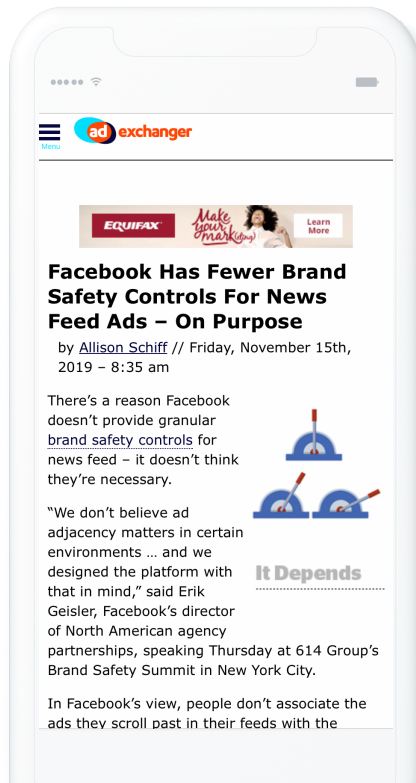 Menu
ad exchanger
EQUIFAX
Make
your
mark(eting)
Learn
More
Facebook Has Fewer Brand
Safety Controls For News
Feed Ads – On Purpose
by Allison Schiff // Friday, November 15th,
2019 – 8:35 am
There’s a reason Facebook
doesn’t provide granular
brand safety controls for
news feed – it doesn’t think
they’re necessary.
“We don’t believe ad
adjacency matters in certain
environments … and we
designed the platform with
that in mind,” said Erik
Geisler, Facebook’s director
of North American agency
partnerships, speaking Thursday at 614 Group’s
Brand Safety Summit in New York City.
It Depends
In Facebook’s view, people don’t associate the
ads they scroll past in their feeds with the